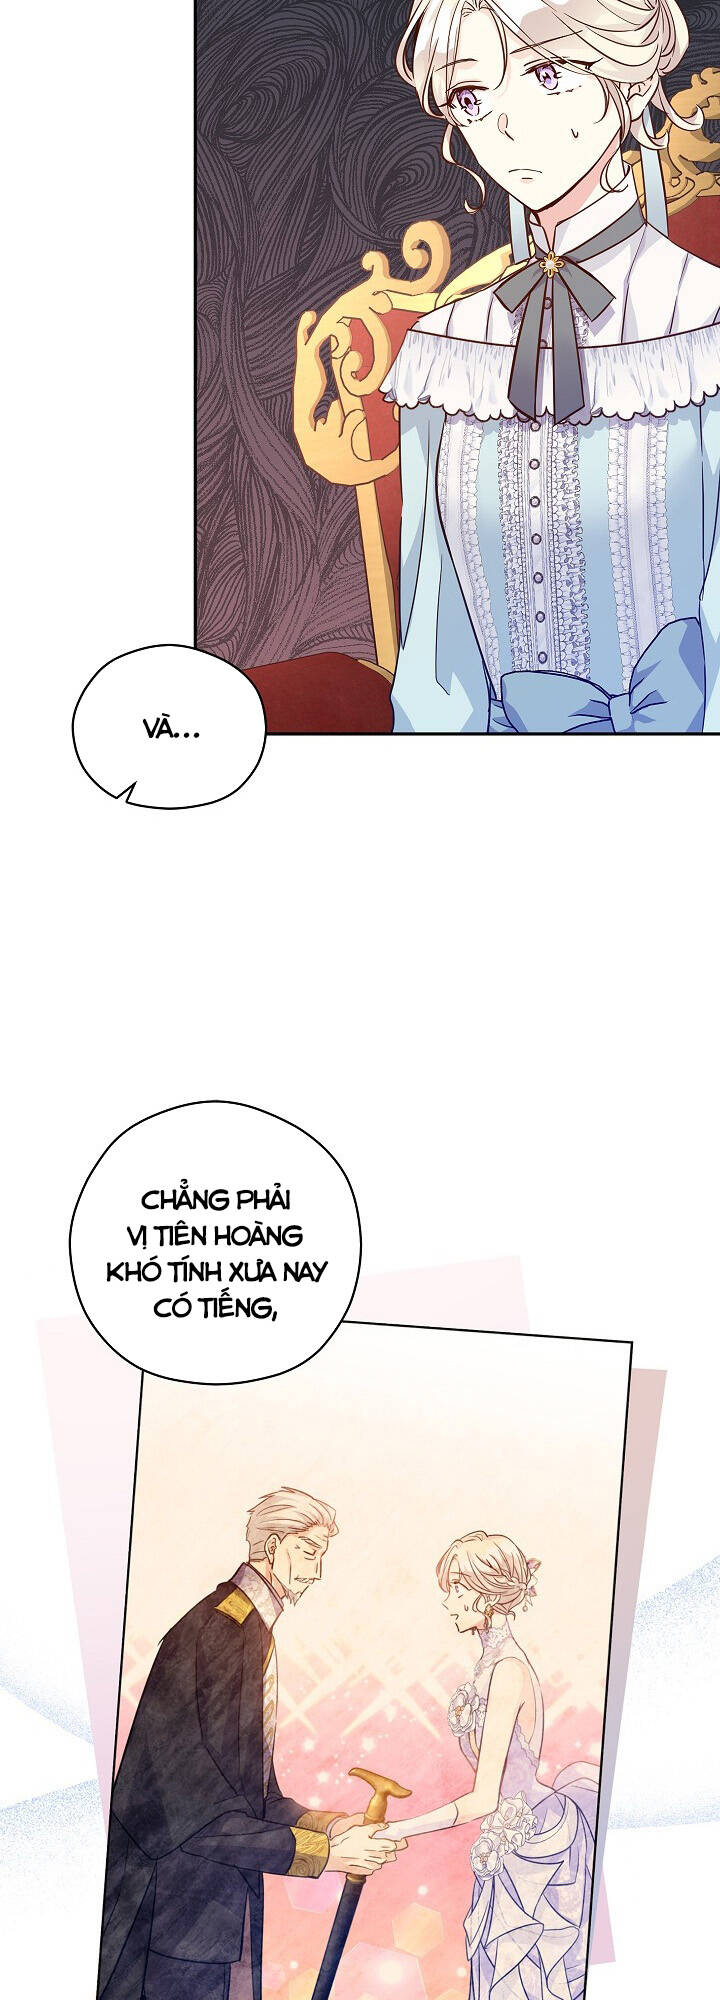 VÀ...
CHẲNG PHẢI
VỊ TIÊN HOÀNG
KHÓ TÍNH XƯA NAY
CÓ TIẾNG,